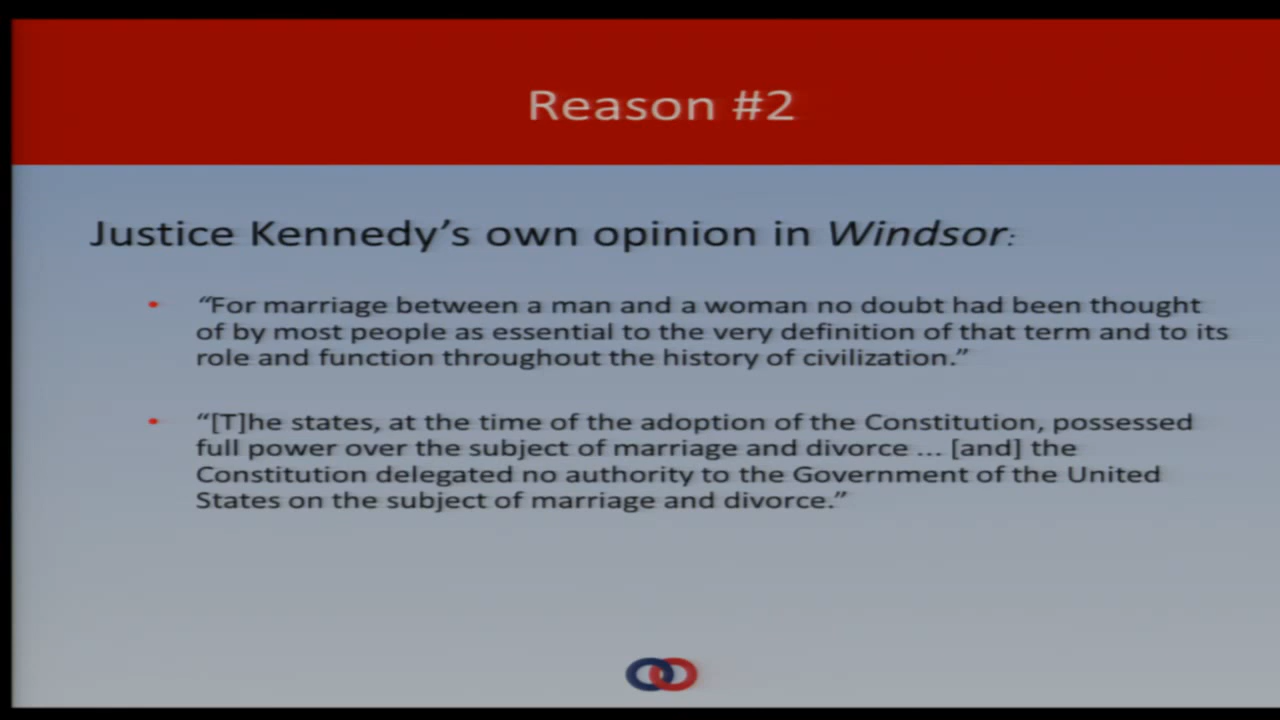 Reason #2
Justice Kennedy’s own opinion in Windsor:
“For marriage between a man and a woman no doubt had been thought
of by most people as essential to the very definition of that term and to its
role and function throughout the history of civilization.”
“[T]he states, at the time of the adoption of the Constitution, possessed
full power over the subject of marriage and divorce ... [and] the
Constitution delegated no authority to the Government of the United
States on the subject of marriage and divorce.”